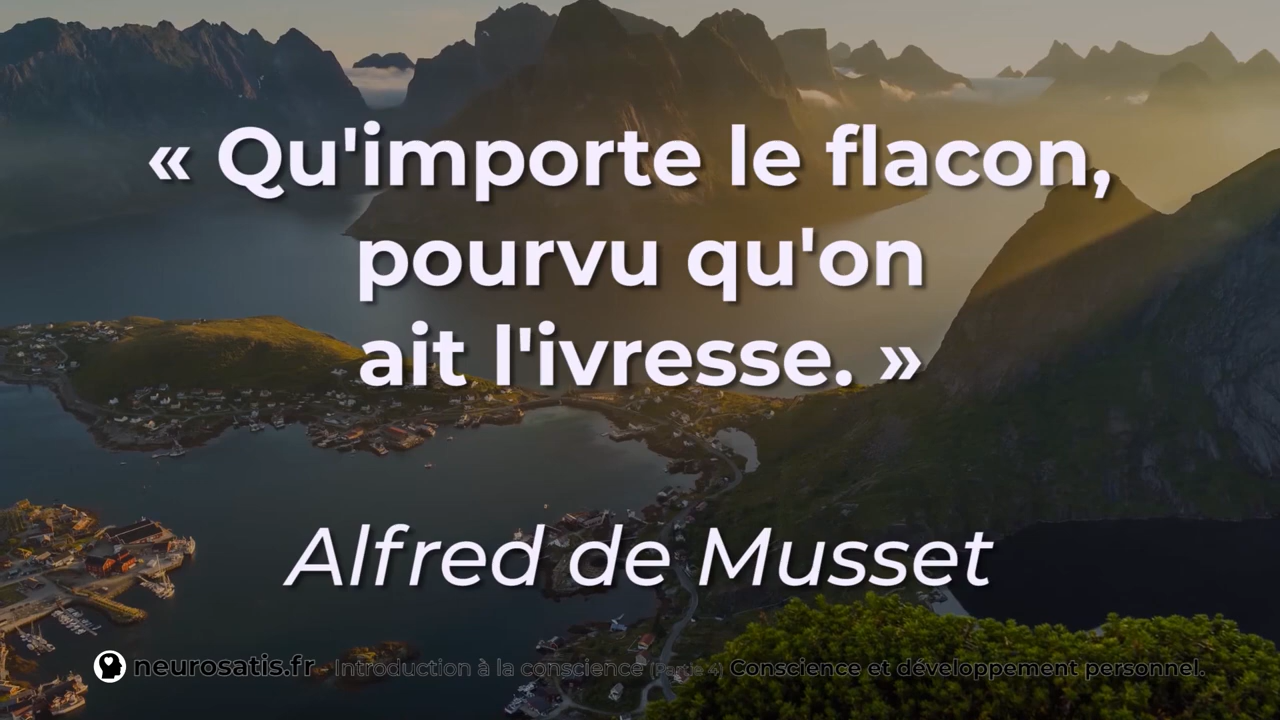 « Qu'importe le flacon,
pourvu qu'on
ait l'ivresse. »
Alfred de Musset
neurosatis.fr - Introduction à la conscience (Partie 4) Conscience et développement personnel.